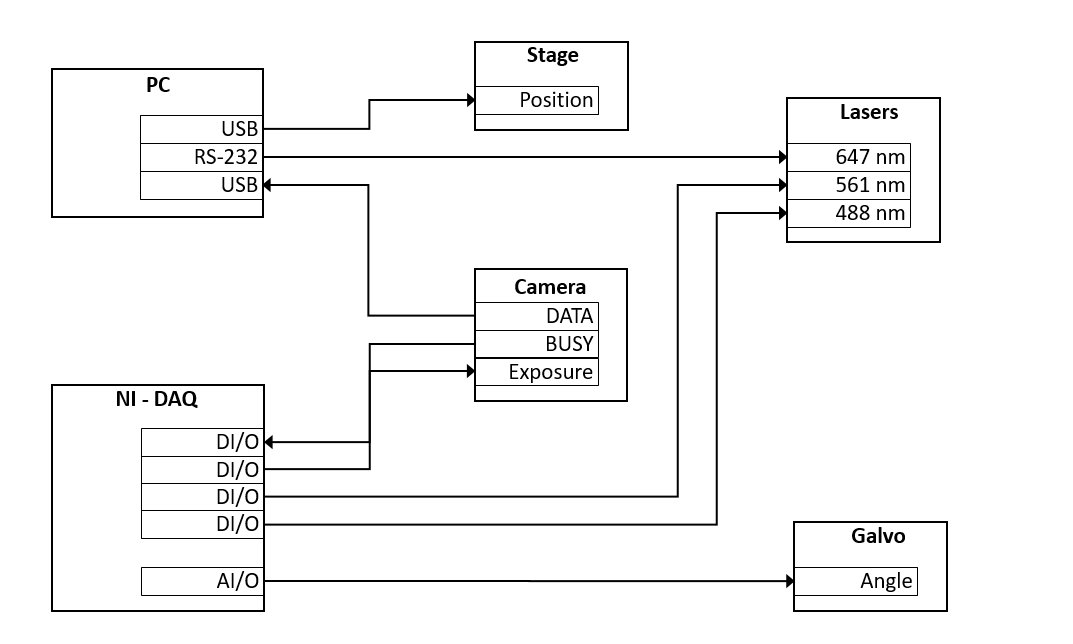 PC
USB
RS-232
USB
Stage
Position
Lasers
647 nm
561 nm
488 nm
Camera
DATA
BUSY
Exposure
NI - DAQ
DI/O
DI/O
DI/O
DI/O
AI/O
Galvo
Angle